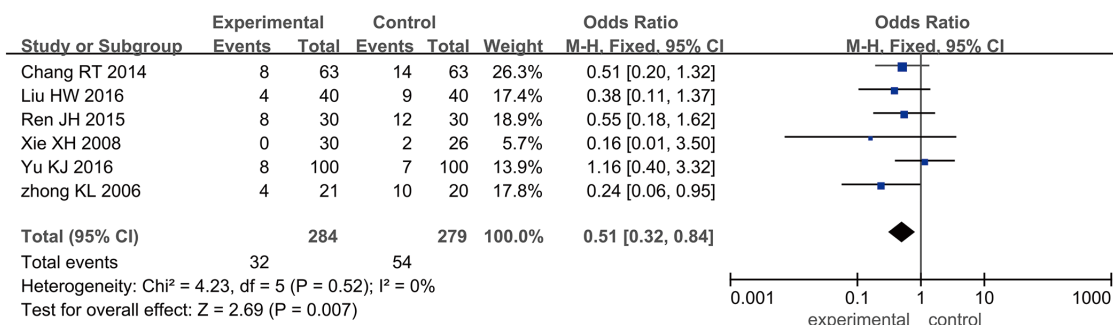 Experimental Control Odds Ratio Odds Ratio
Study or Subgroup Events Total Events Total Weight M-H, Fixed, 95% CI M-H, Fixed, 95% CI
Chang RT 2014 8 63 14 63 26.3% 0.51 [0.20, 1.32]
Liu HW 2016 4 40 9 40 17.4% 0.38 [0.11, 1.37]
Ren JH 2015 8 30 12 30 18.9% 0.55 [0.18, 1.62]
Xie XH 2008 0 30 2 26 5.7% 0.16 [0.01, 3.50]
Yu KJ 2016 8 100 7 100 13.9% 1.16 [0.40, 3.32]
zhong KL 2006 4 21 10 20 17.8% 0.24 [0.06, 0.95]
Total (95% CI) 284 279 100.0% 0.51 [0.32, 0.84]
Total events 32 54
Heterogeneity: Chi² = 4.23, df = 5 (P = 0.52); I² = 0%
Test for overall effect: Z = 2.69 (P = 0.007)
0.001 0.1 1 10 1000
experimental control